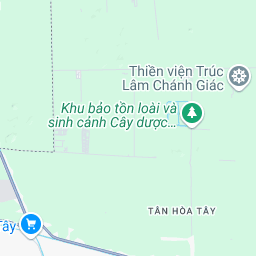 Thiền viện Trúc
Lâm Chánh Giác
Khu bảo tồn loài và
sinh cảnh Cây dược...
TÂN HÒA TÂY
Tây